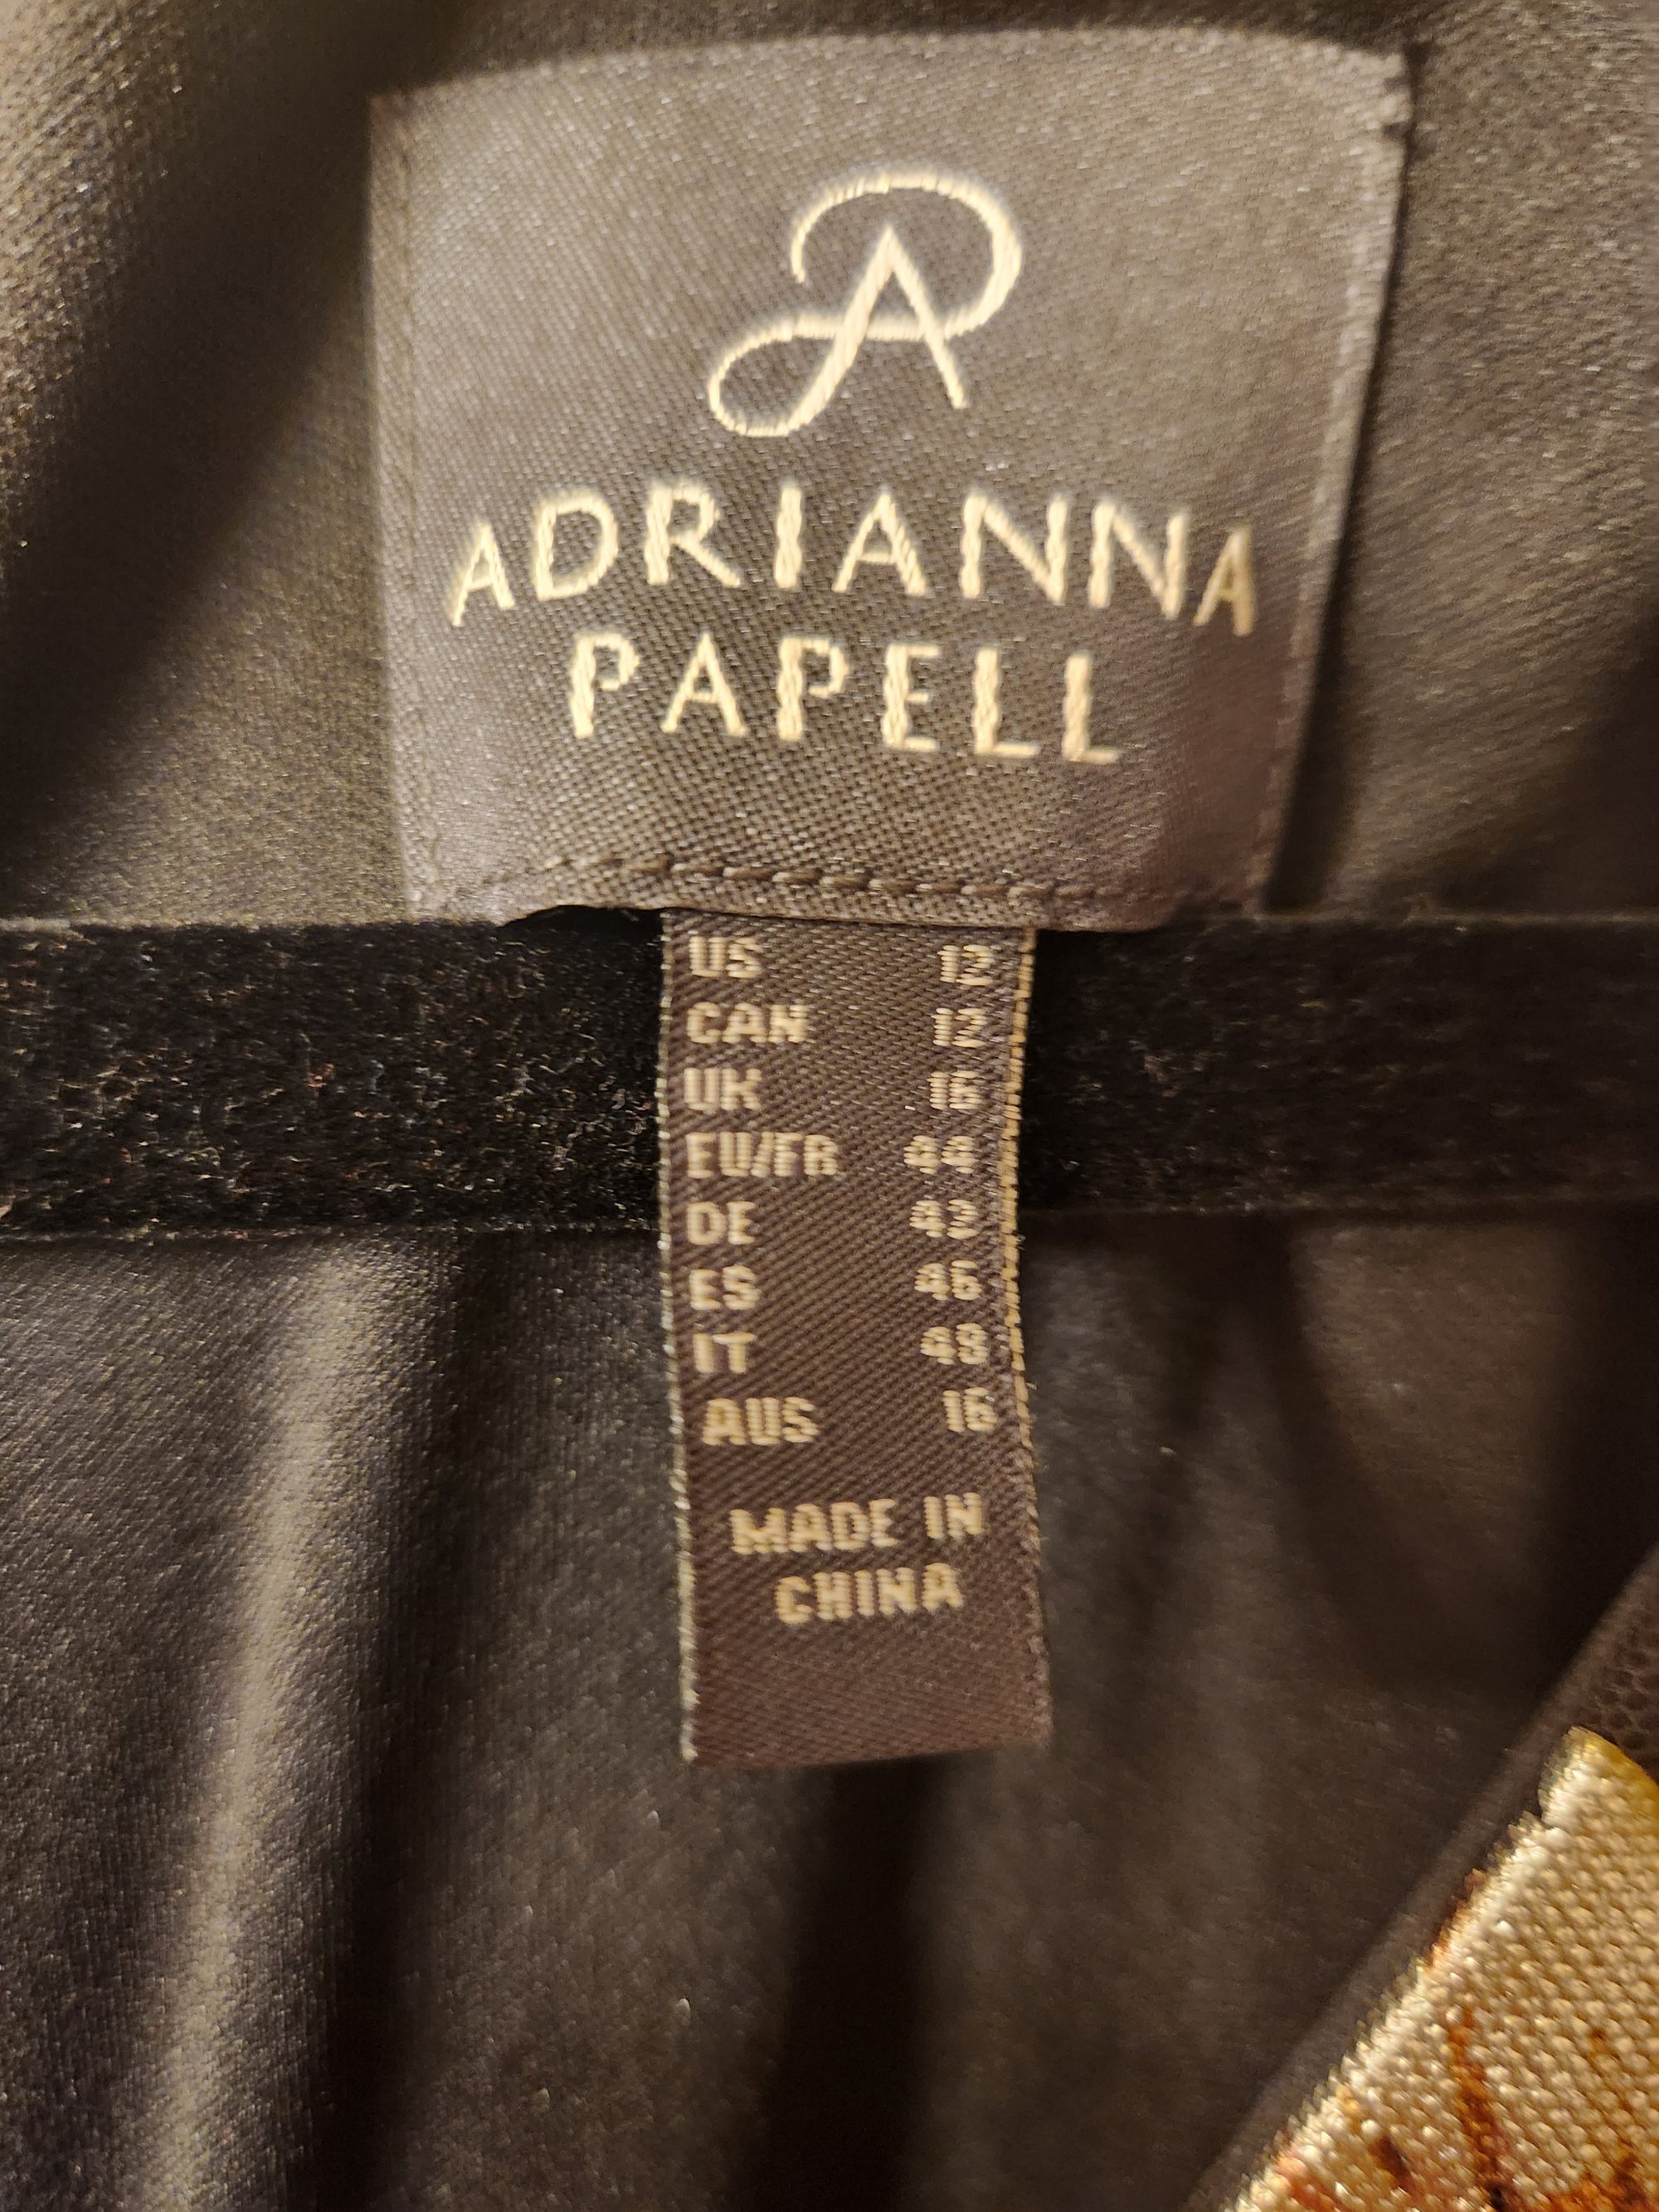 ADRIANNA
PAPELL
US 12
CAN 12
UK 16
EU/FR 44
DE 42
ES 46
IT 48
AUS 16
MADE IN
CHINA